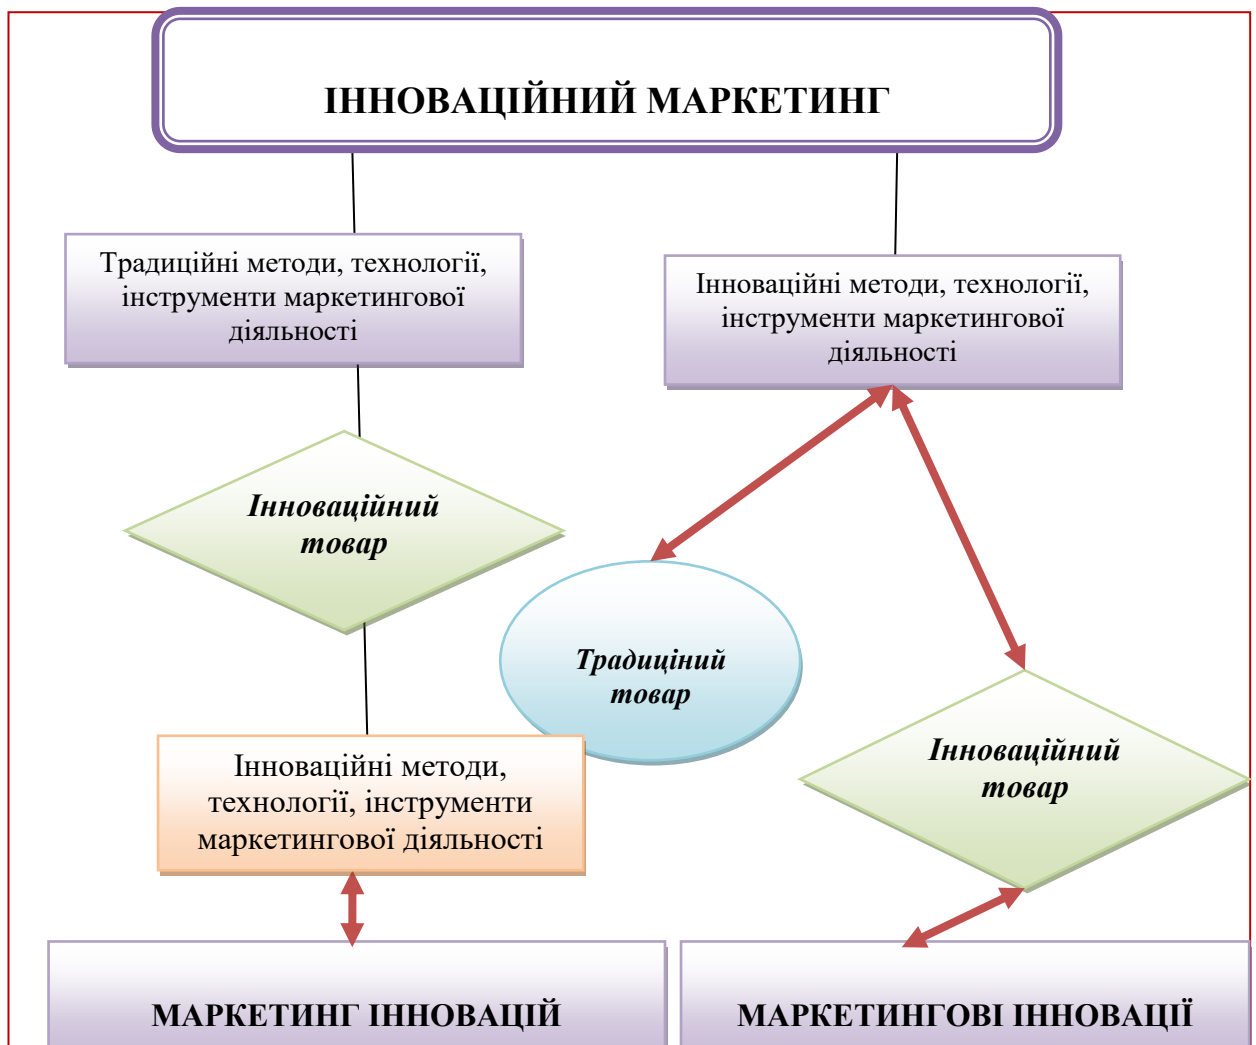 ІННОВАЦІЙНИЙ МАРКЕТИНГ
Традиційні методи, технології,
інструменти маркетингової
діяльності
Інноваційні методи, технології,
інструменти маркетингової
діяльності
Інноваційний
товар
Традиціний
товар
Інноваційний
товар
Інноваційні методи,
технології, інструменти
маркетингової діяльності
МАРКЕТИНГ ІННОВАЦІЙ
МАРКЕТИНГОВІ ІННОВАЦІЇ